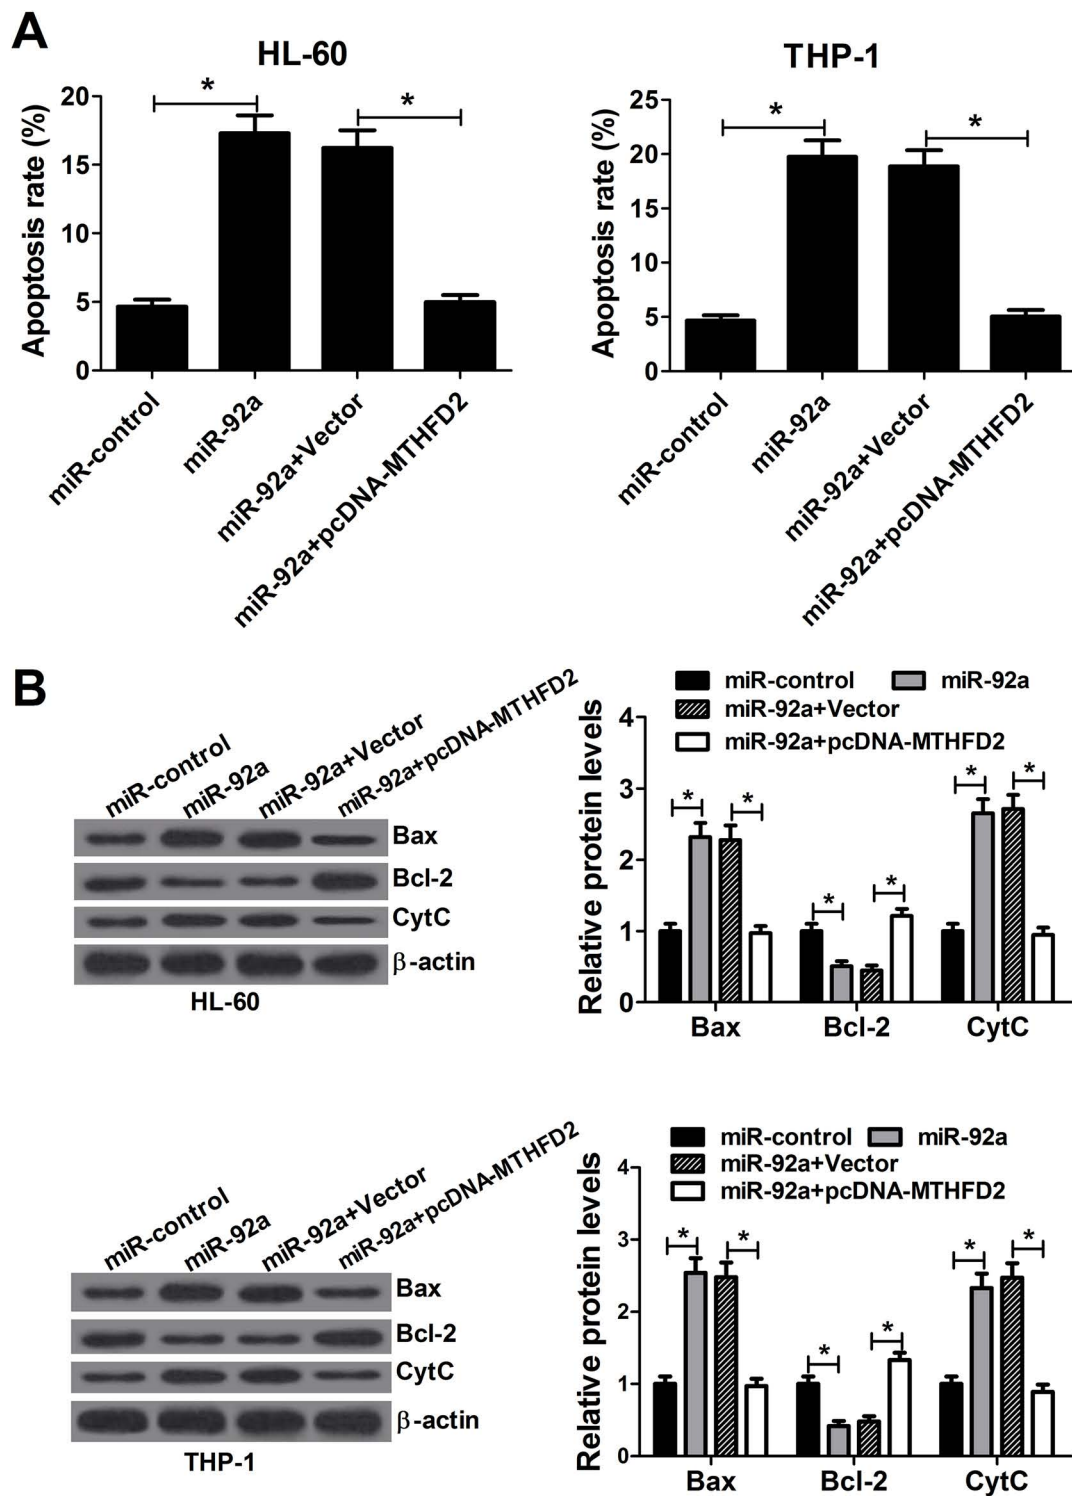 A
HL-60
THP-1
Apoptosis rate (%)
20
15
10
5
0
*
*
miR-control
miR-92a
miR-92a+Vector
miR-92a+pcDNA-MTHFD2
Apoptosis rate (%)
25
20
15
10
5
0
*
*
miR-control
miR-92a
miR-92a+Vector
miR-92a+pcDNA-MTHFD2
B
miR-control
miR-92a
miR-92a+Vector
miR-92a+pcDNA-MTHFD2
Bax
Bcl-2
CytC
β-actin
HL-60
miR-control miR-92a
miR-92a+Vector
miR-92a+pcDNA-MTHFD2
Relative protein levels
4
3
2
1
0
* * * * * *
Bax Bcl-2 CytC
miR-control
miR-92a
miR-92a+Vector
miR-92a+pcDNA-MTHFD2
Bax
Bcl-2
CytC
β-actin
THP-1
miR-control miR-92a
miR-92a+Vector
miR-92a+pcDNA-MTHFD2
Relative protein levels
4
3
2
1
0
* * * * * *
Bax Bcl-2 CytC